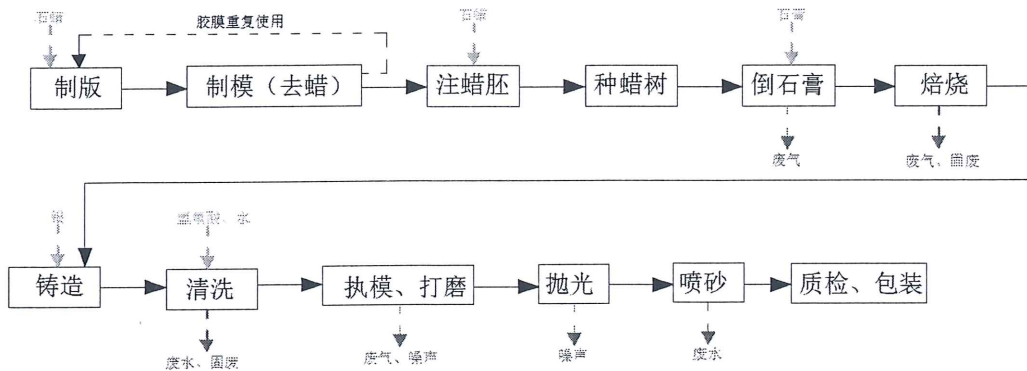 石蜡
胶膜重复使用
石蜡
石膏
制版
制模（去蜡）
注蜡胚
种蜡树
倒石膏
焙烧
废气
废气、固废
铸造
清洗
执模、打磨
抛光
喷砂
质检、包装
废水、固废
废气、噪声
噪声
废水